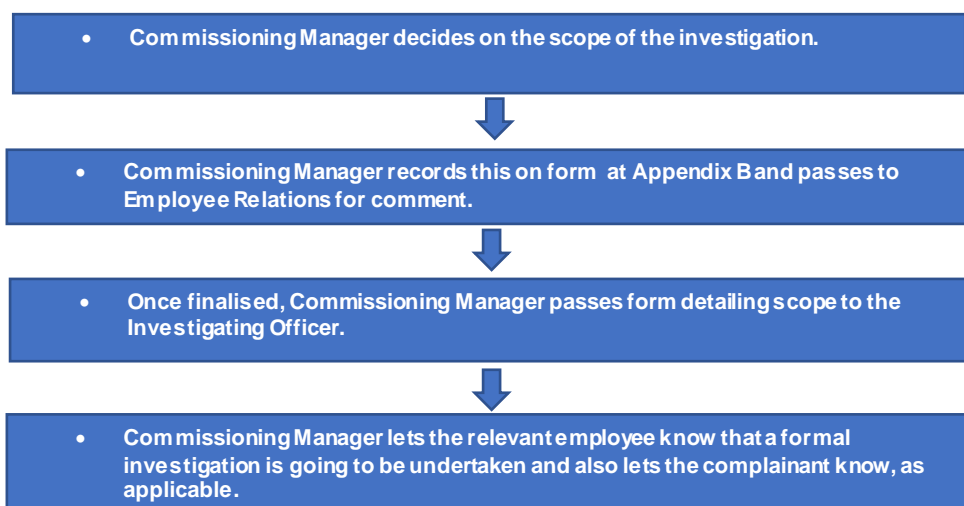 • Commissioning Manager decides on the scope of the investigation.
• Commissioning Manager records this on form at Appendix B and passes to
Employee Relations for comment.
• Once finalised, Commissioning Manager passes form detailing scope to the
Investigating Officer.
• Commissioning Manager lets the relevant employee know that a formal
investigation is going to be undertaken and also lets the complainant know, as
applicable.